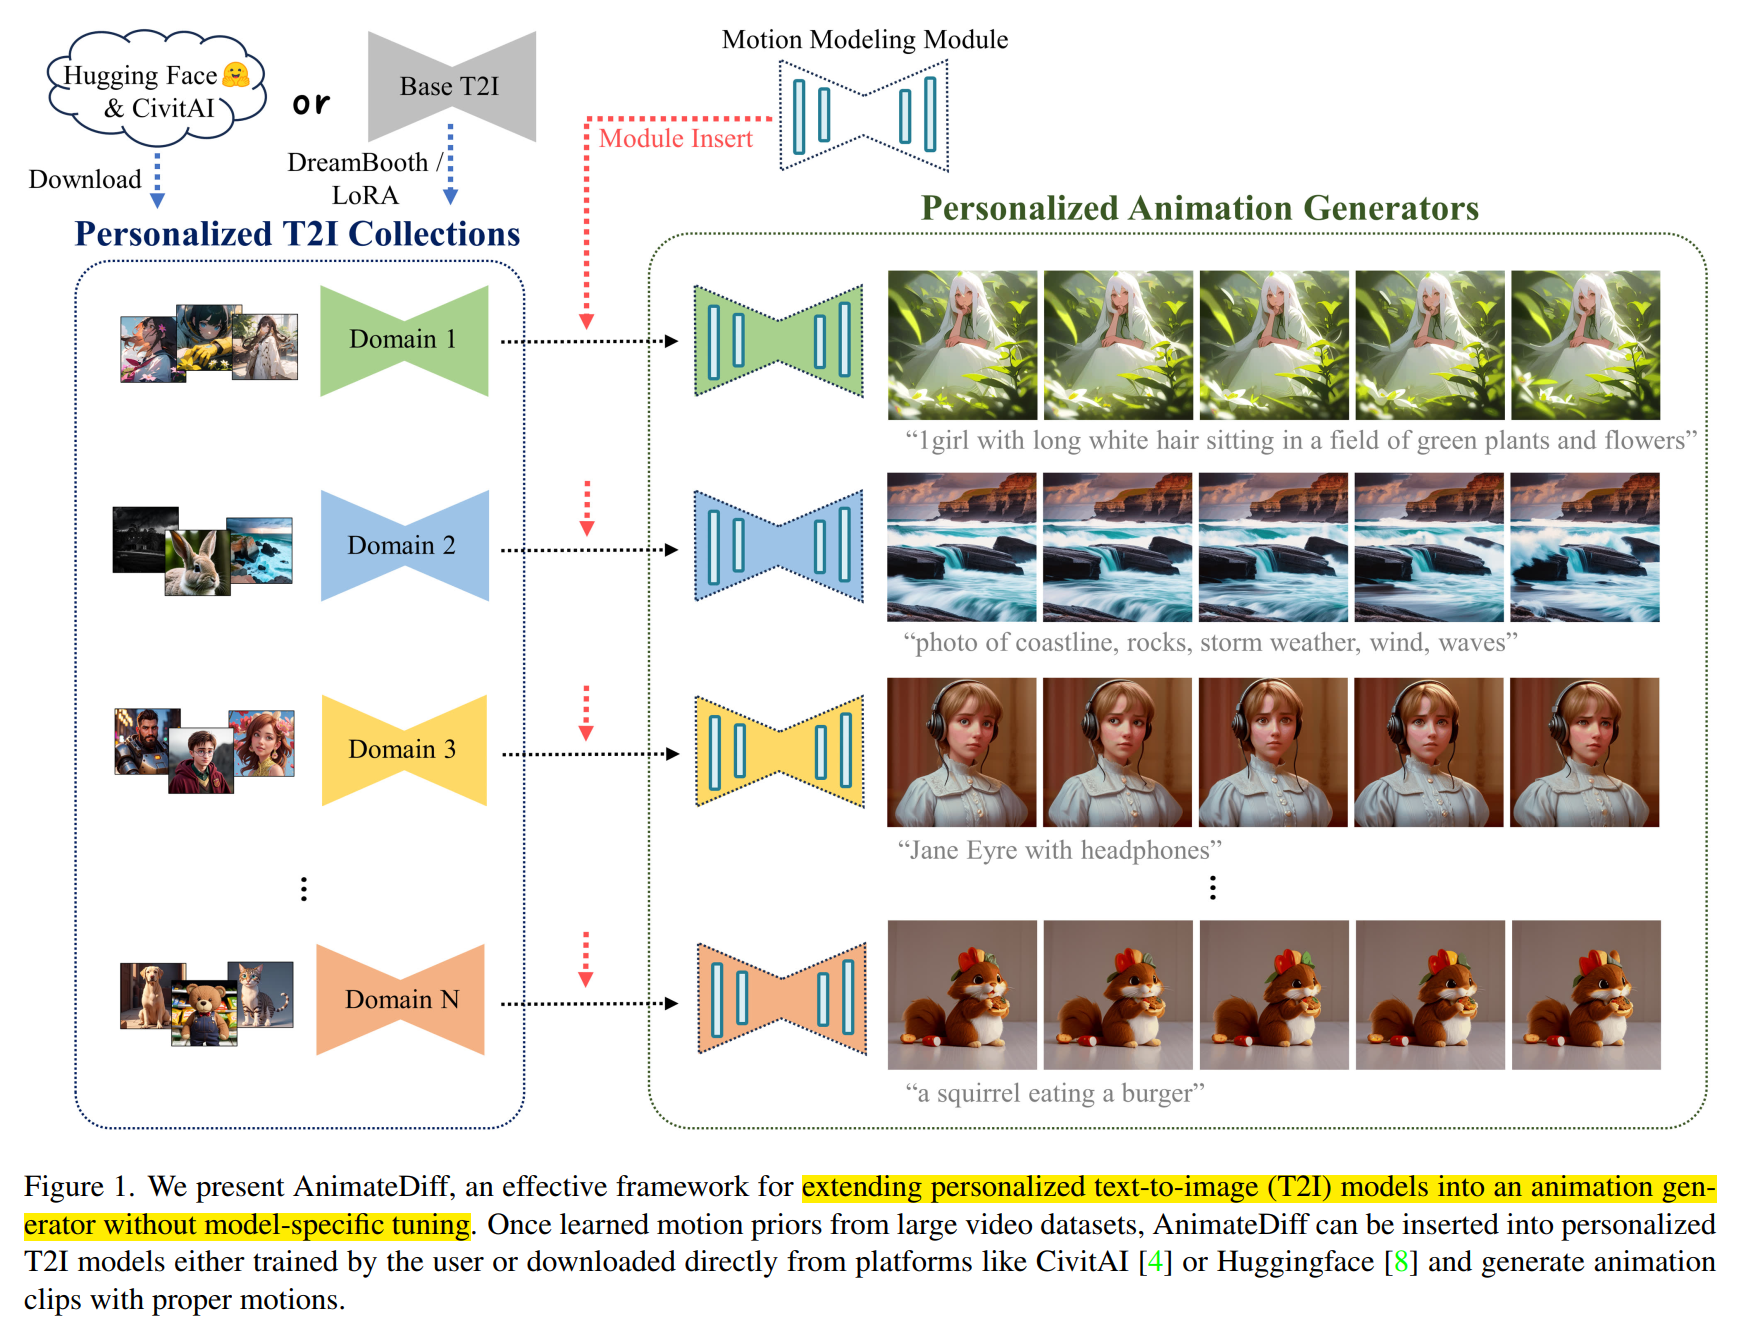 Hugging Face
& CivitAI
or
Base T2I
Motion Modeling Module
Module Insert
Download
DreamBooth /
LoRA
Personalized T2I Collections
Personalized Animation Generators
Domain 1
“1girl with long white hair sitting in a field of green plants and flowers”
Domain 2
“photo of coastline, rocks, storm weather, wind, waves”
Domain 3
“Jane Eyre with headphones”
Domain N
“a squirrel eating a burger”
Figure 1. We present AnimateDiff, an effective framework for extending personalized text-to-image (T2I) models into an animation gen-
erator without model-specific tuning. Once learned motion priors from large video datasets, AnimateDiff can be inserted into personalized
T2I models either trained by the user or downloaded directly from platforms like CivitAI [4] or Huggingface [8] and generate animation
clips with proper motions.